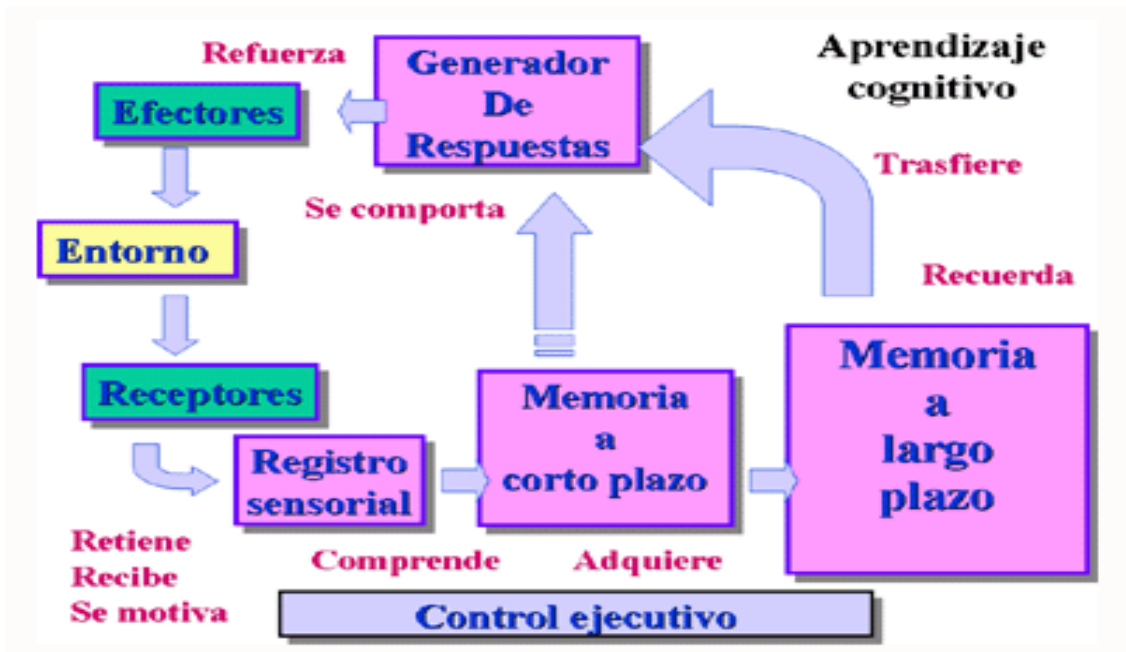 Aprendizaje
cognitivo
Refuerza
Generador
De
Respuestas
Efectores
Trasfiere
Se comporta
Entorno
Recuerda
Receptores
Memoria
a
corto plazo
Memoria
a
largo
plazo
Registro
sensorial
Retiene
Recibe
Se motiva
Comprende
Adquiere
Control ejecutivo